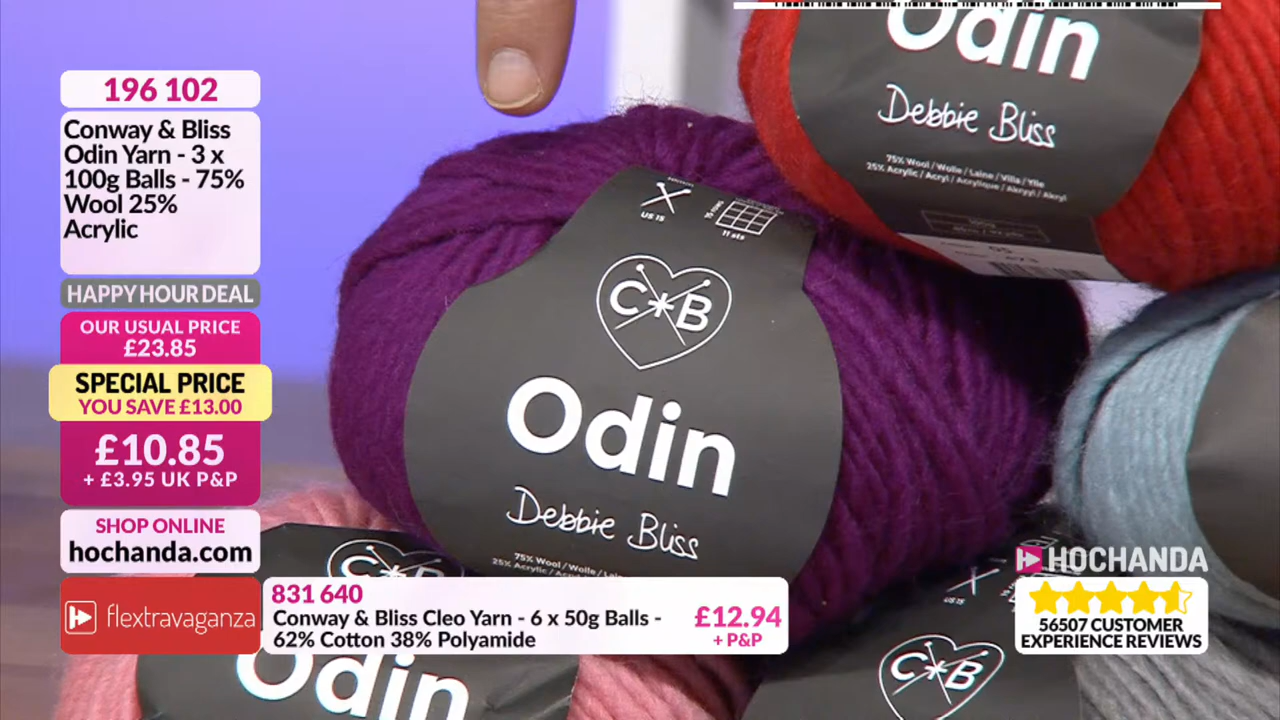 196 102
Conway & Bliss
Odin Yarn - 3 x
100g Balls - 75%
Wool 25%
Acrylic
HAPPY HOUR DEAL
OUR USUAL PRICE
£23.85
SPECIAL PRICE
YOU SAVE £13.00
£10.85
+ £3.95 UK P&P
SHOP ONLINE
hochanda.com
flextravaganza
831 640
Conway & Bliss Cleo Yarn - 6 x 50g Balls -
62% Cotton 38% Polyamide
£12.94
+ P&P
HOCHANDA
56507 CUSTOMER
EXPERIENCE REVIEWS
Odin
Debbie Bliss
75% Wool / Wolle / Laine / Villa / Ylle
25% Acrylic / Acryl / Acrylique / Akryyl / Akryl
US 15
11 sts
C*B
Odin
Debbie Bliss
75% Wool / Wolle /
25% Acrylic /
C*B
Odin
US 15
C*B